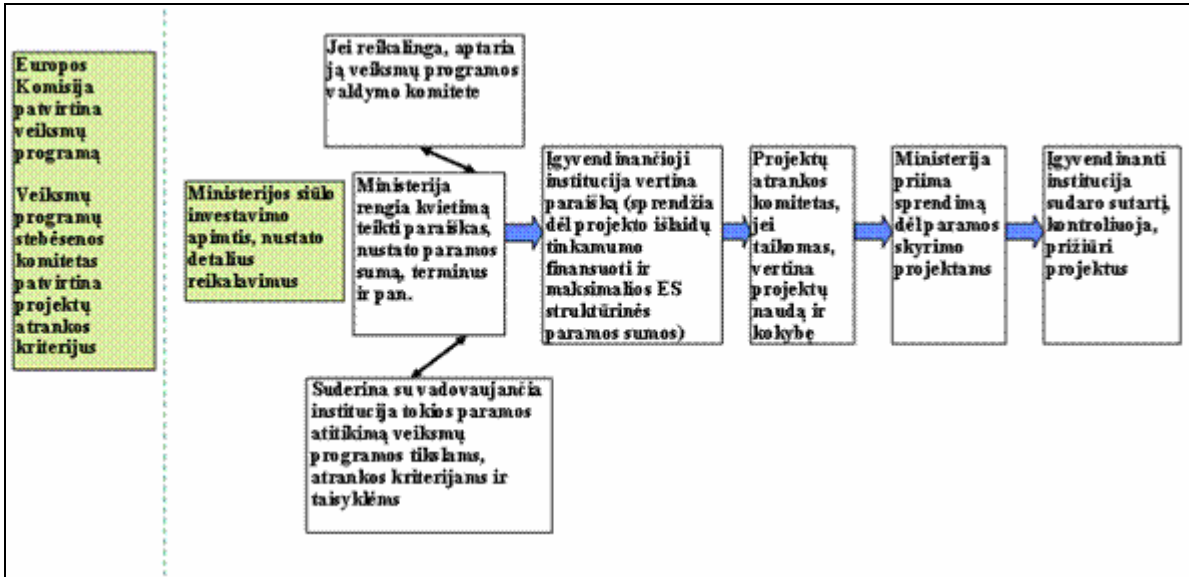 Europos
Komisija
patvirtina
veiksmų
programą
Veiksmų
programų
stebėsenos
komitetas
patvirtina
projektų
atrankos
kriterijus
Ministerijos siūlo
investavimo
apimtis, nustato
detalius
reikalavimus
Jei reikalinga, aptaria
ją veiksmų programos
valdymo komitete
Ministerija
rengia kvietimą
teikti paraiškas,
nustato paramos
sumą, terminus
ir pan.
Suderina su vadovaujančia
institucija tokios paramos
atitikimą veiksmų
programos tikslams,
atrankos kriterijams ir
taisyklėms
Įgyvendinančioji
institucija vertina
paraišką (sprendžia
dėl projekto išlaidų
tinkamumo
finansuoti ir
maksimalios ES
struktūrinės
paramos sumos)
Projektų
atrankos
komitetas,
jei
taikomas,
vertina
projektų
naudą ir
kokybę
Ministerija
priima
sprendimą
dėl paramos
skyrimo
projektams
Įgyvendinanti
institucija
sudaro sutartį,
kontroliuoja,
prižiūri
projektus